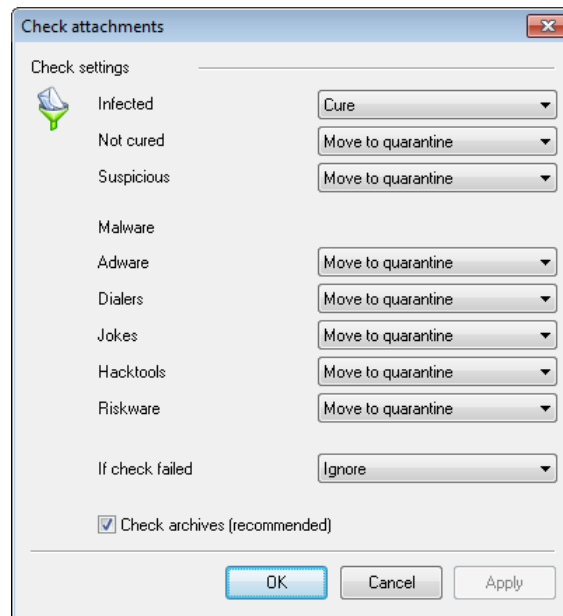 Check attachments
Check settings
Infected Cure
Not cured Move to quarantine
Suspicious Move to quarantine
Malware
Adware Move to quarantine
Dialers Move to quarantine
Jokes Move to quarantine
Hacktools Move to quarantine
Riskware Move to quarantine
If check failed Ignore
Check archives (recommended)
OK Cancel Apply